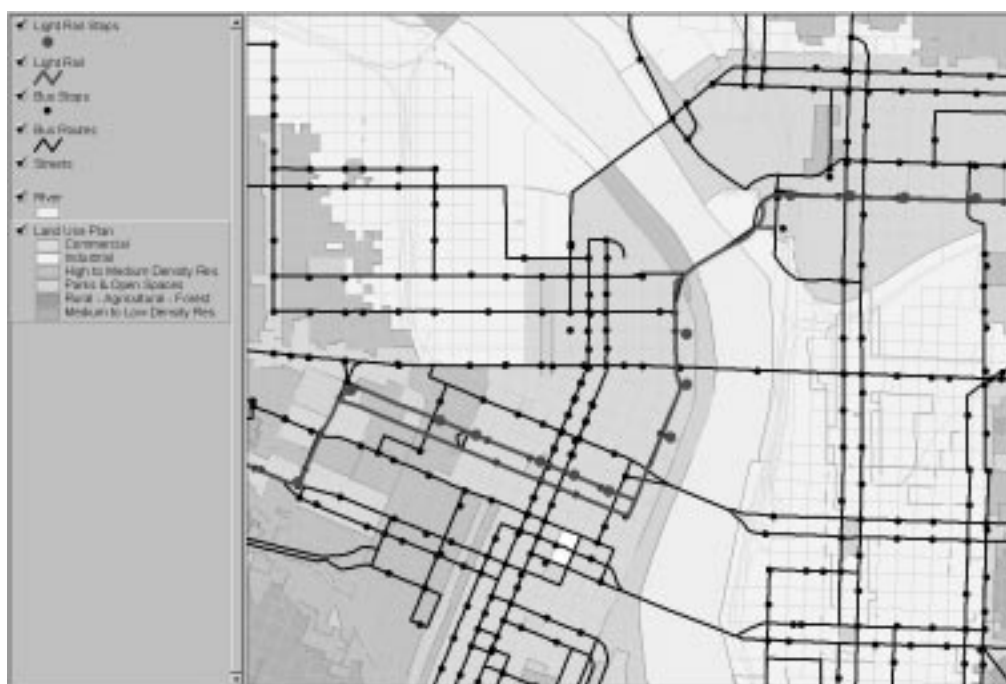 Light Rail Stops
Light Rail
Bus Stops
Bus Routes
Streets
River
Land Use Plan
Commercial
Industrial
High to Medium Density Res.
Parks & Open Spaces
Rural - Agricultural - Forest
Medium to Low Density Res.